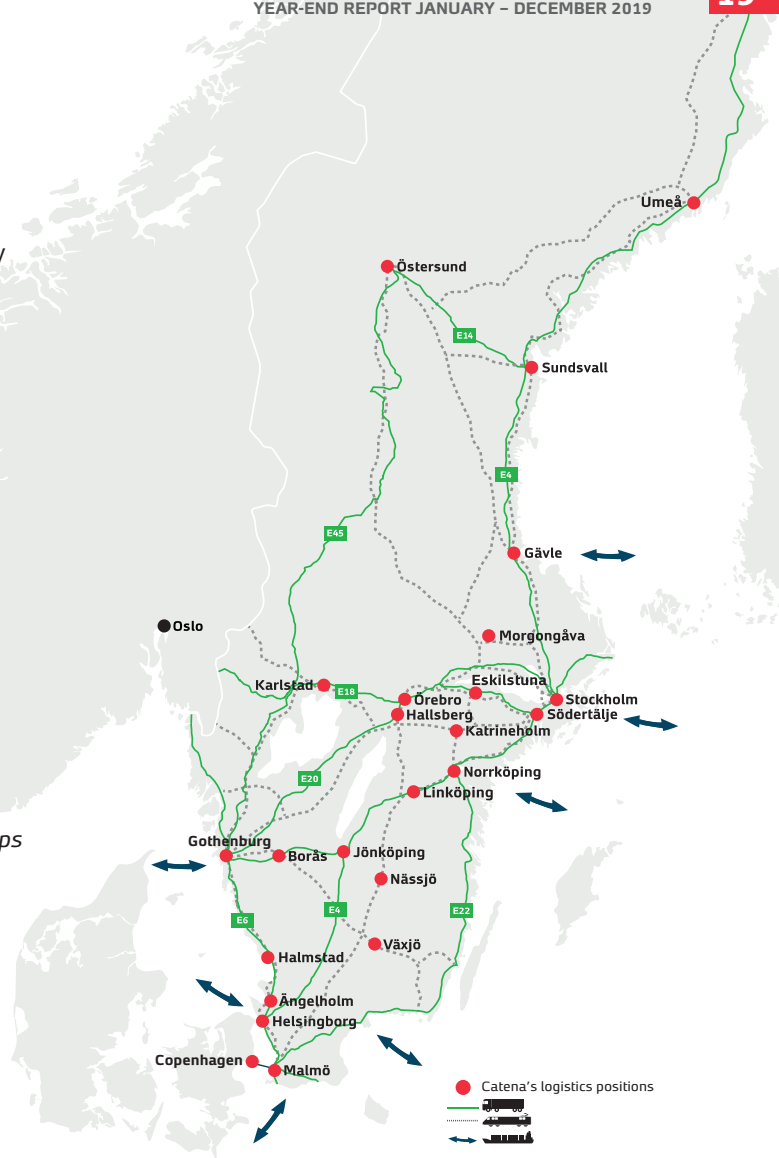 YEAR-END REPORT JANUARY – DECEMBER 2019
Umeå
Östersund
E14
Sundsvall
E4
E45
Gävle
Oslo
Morgongåva
Eskilstuna
Karlstad
E18
Örebro
Stockholm
Hallsberg
Södertälje
Katrineholm
E20
Norrköping
Linköping
ps
Gothenburg
Borås
Jönköping
Nässjö
E6
E4
E22
Växjö
Halmstad
Ängelholm
Helsingborg
Copenhagen
Malmö
Catena's logistics positions